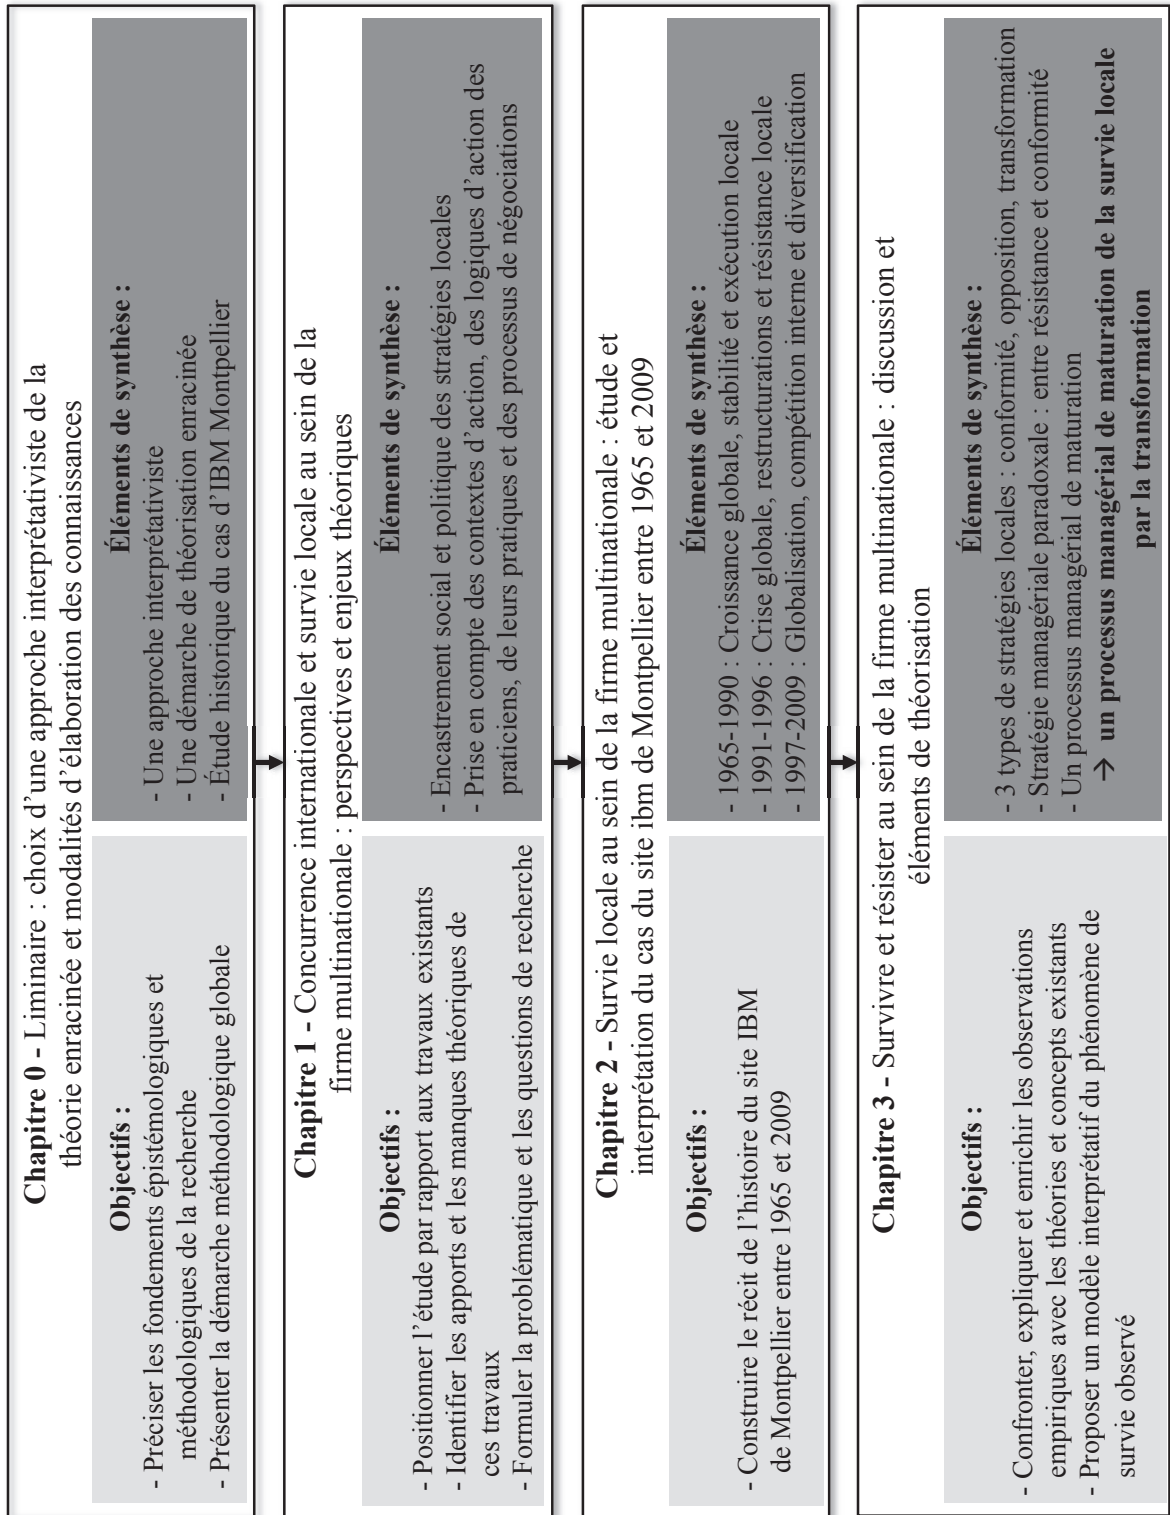 Chapitre 0 - Liminaire : choix d’une approche interprétativiste de la
théorie enracinée et modalités d’élaboration des connaissances
Objectifs :
- Préciser les fondements épistémologiques et
méthodologiques de la recherche
- Présenter la démarche méthodologique globale
Éléments de synthèse :
- Une approche interprétativiste
- Une démarche de théorisation enracinée
- Étude historique du cas d’IBM Montpellier
Chapitre 1 - Concurrence internationale et survie locale au sein de la
firme multinationale : perspectives et enjeux théoriques
Objectifs :
- Positionner l’étude par rapport aux travaux existants
- Identifier les apports et les manques théoriques de
ces travaux
- Formuler la problématique et les questions de recherche
Éléments de synthèse :
- Encastrement social et politique des stratégies locales
- Prise en compte des contextes d’action, des logiques d’action des
praticiens, de leurs pratiques et des processus de négociations
Chapitre 2 - Survie locale au sein de la firme multinationale : étude et
interprétation du cas du site ibm de Montpellier entre 1965 et 2009
Objectifs :
- Construire le récit de l’histoire du site IBM
de Montpellier entre 1965 et 2009
Éléments de synthèse :
- 1965-1990 : Croissance globale, stabilité et exécution locale
- 1991-1996 : Crise globale, restructurations et résistance locale
- 1997-2009 : Globalisation, compétition interne et diversification
Chapitre 3 - Survivre et résister au sein de la firme multinationale : discussion et
éléments de théorisation
Objectifs :
- Confronter, expliquer et enrichir les observations
empiriques avec les théories et concepts existants
- Proposer un modèle interprétatif du phénomène de
survie observé
Éléments de synthèse :
- 3 types de stratégies locales : conformité, opposition, transformation
- Stratégie managériale paradoxale : entre résistance et conformité
- Un processus managérial de maturation
→ un processus managérial de maturation de la survie locale
par la transformation